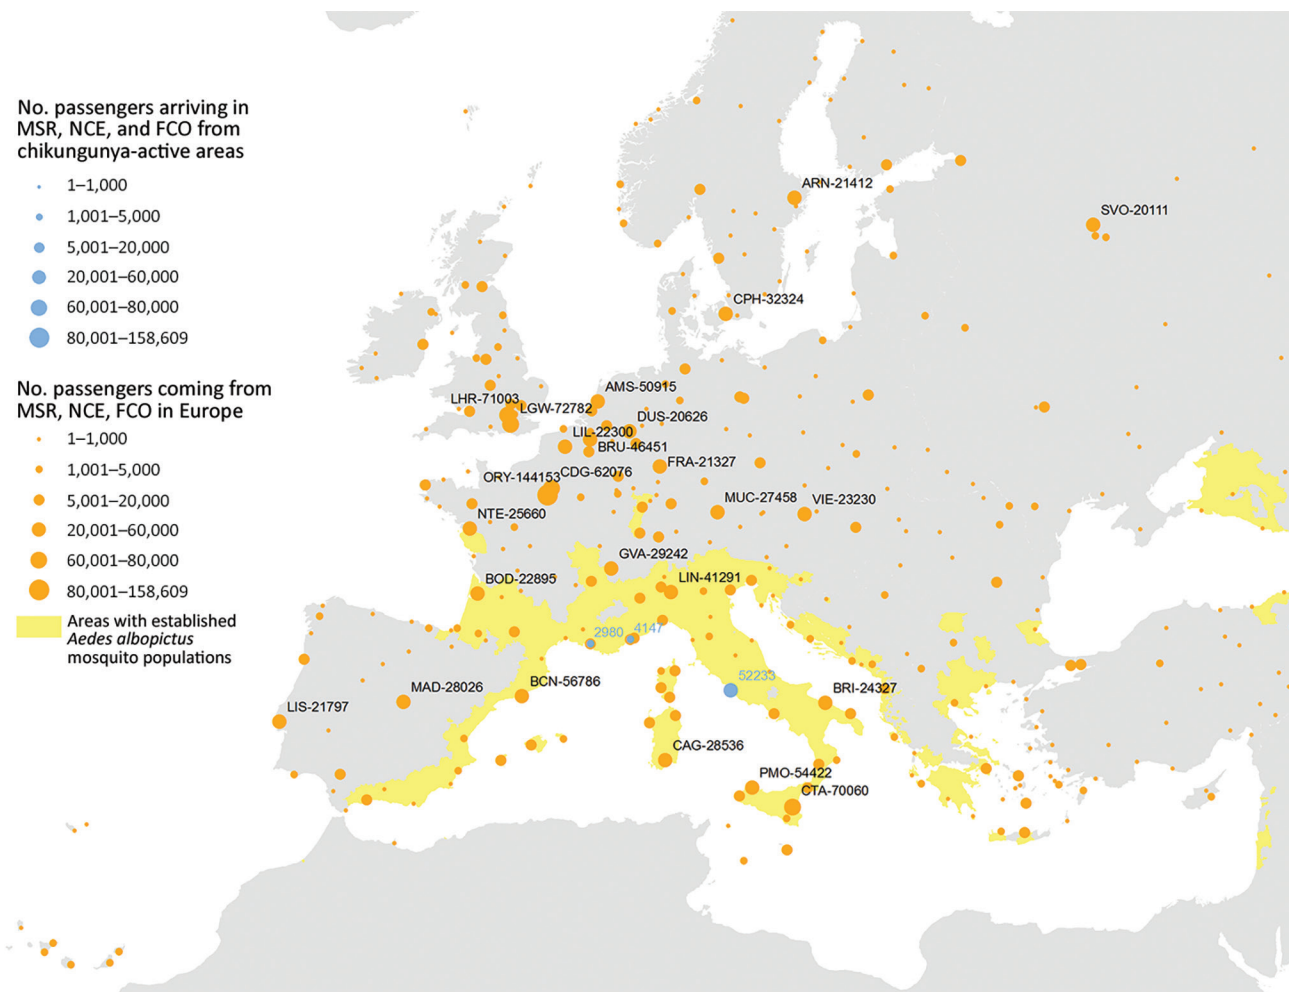 No. passengers arriving in
MSR, NCE, and FCO from
chikungunya-active areas
1–1,000
1,001–5,000
5,001–20,000
20,001–60,000
60,001–80,000
80,001–158,609
No. passengers coming from
MSR, NCE, FCO in Europe
1–1,000
1,001–5,000
5,001–20,000
20,001–60,000
60,001–80,000
80,001–158,609
Areas with established
Aedes albopictus
mosquito populations
ARN-21412
SVO-20111
CPH-32324
AMS-50915
LHR-71003
LGW-72782
DUS-20626
LIL-22300
BRU-46451
FRA-21327
CDG-62076
ORY-144153
MUC-27458
VIE-23230
NTE-25660
GVA-29242
LIN-41291
BOD-22895
4147
2980
52233
BCN-56786
MAD-28026
BRI-24327
LIS-21797
CAG-28536
PMO-54422
CTA-70060